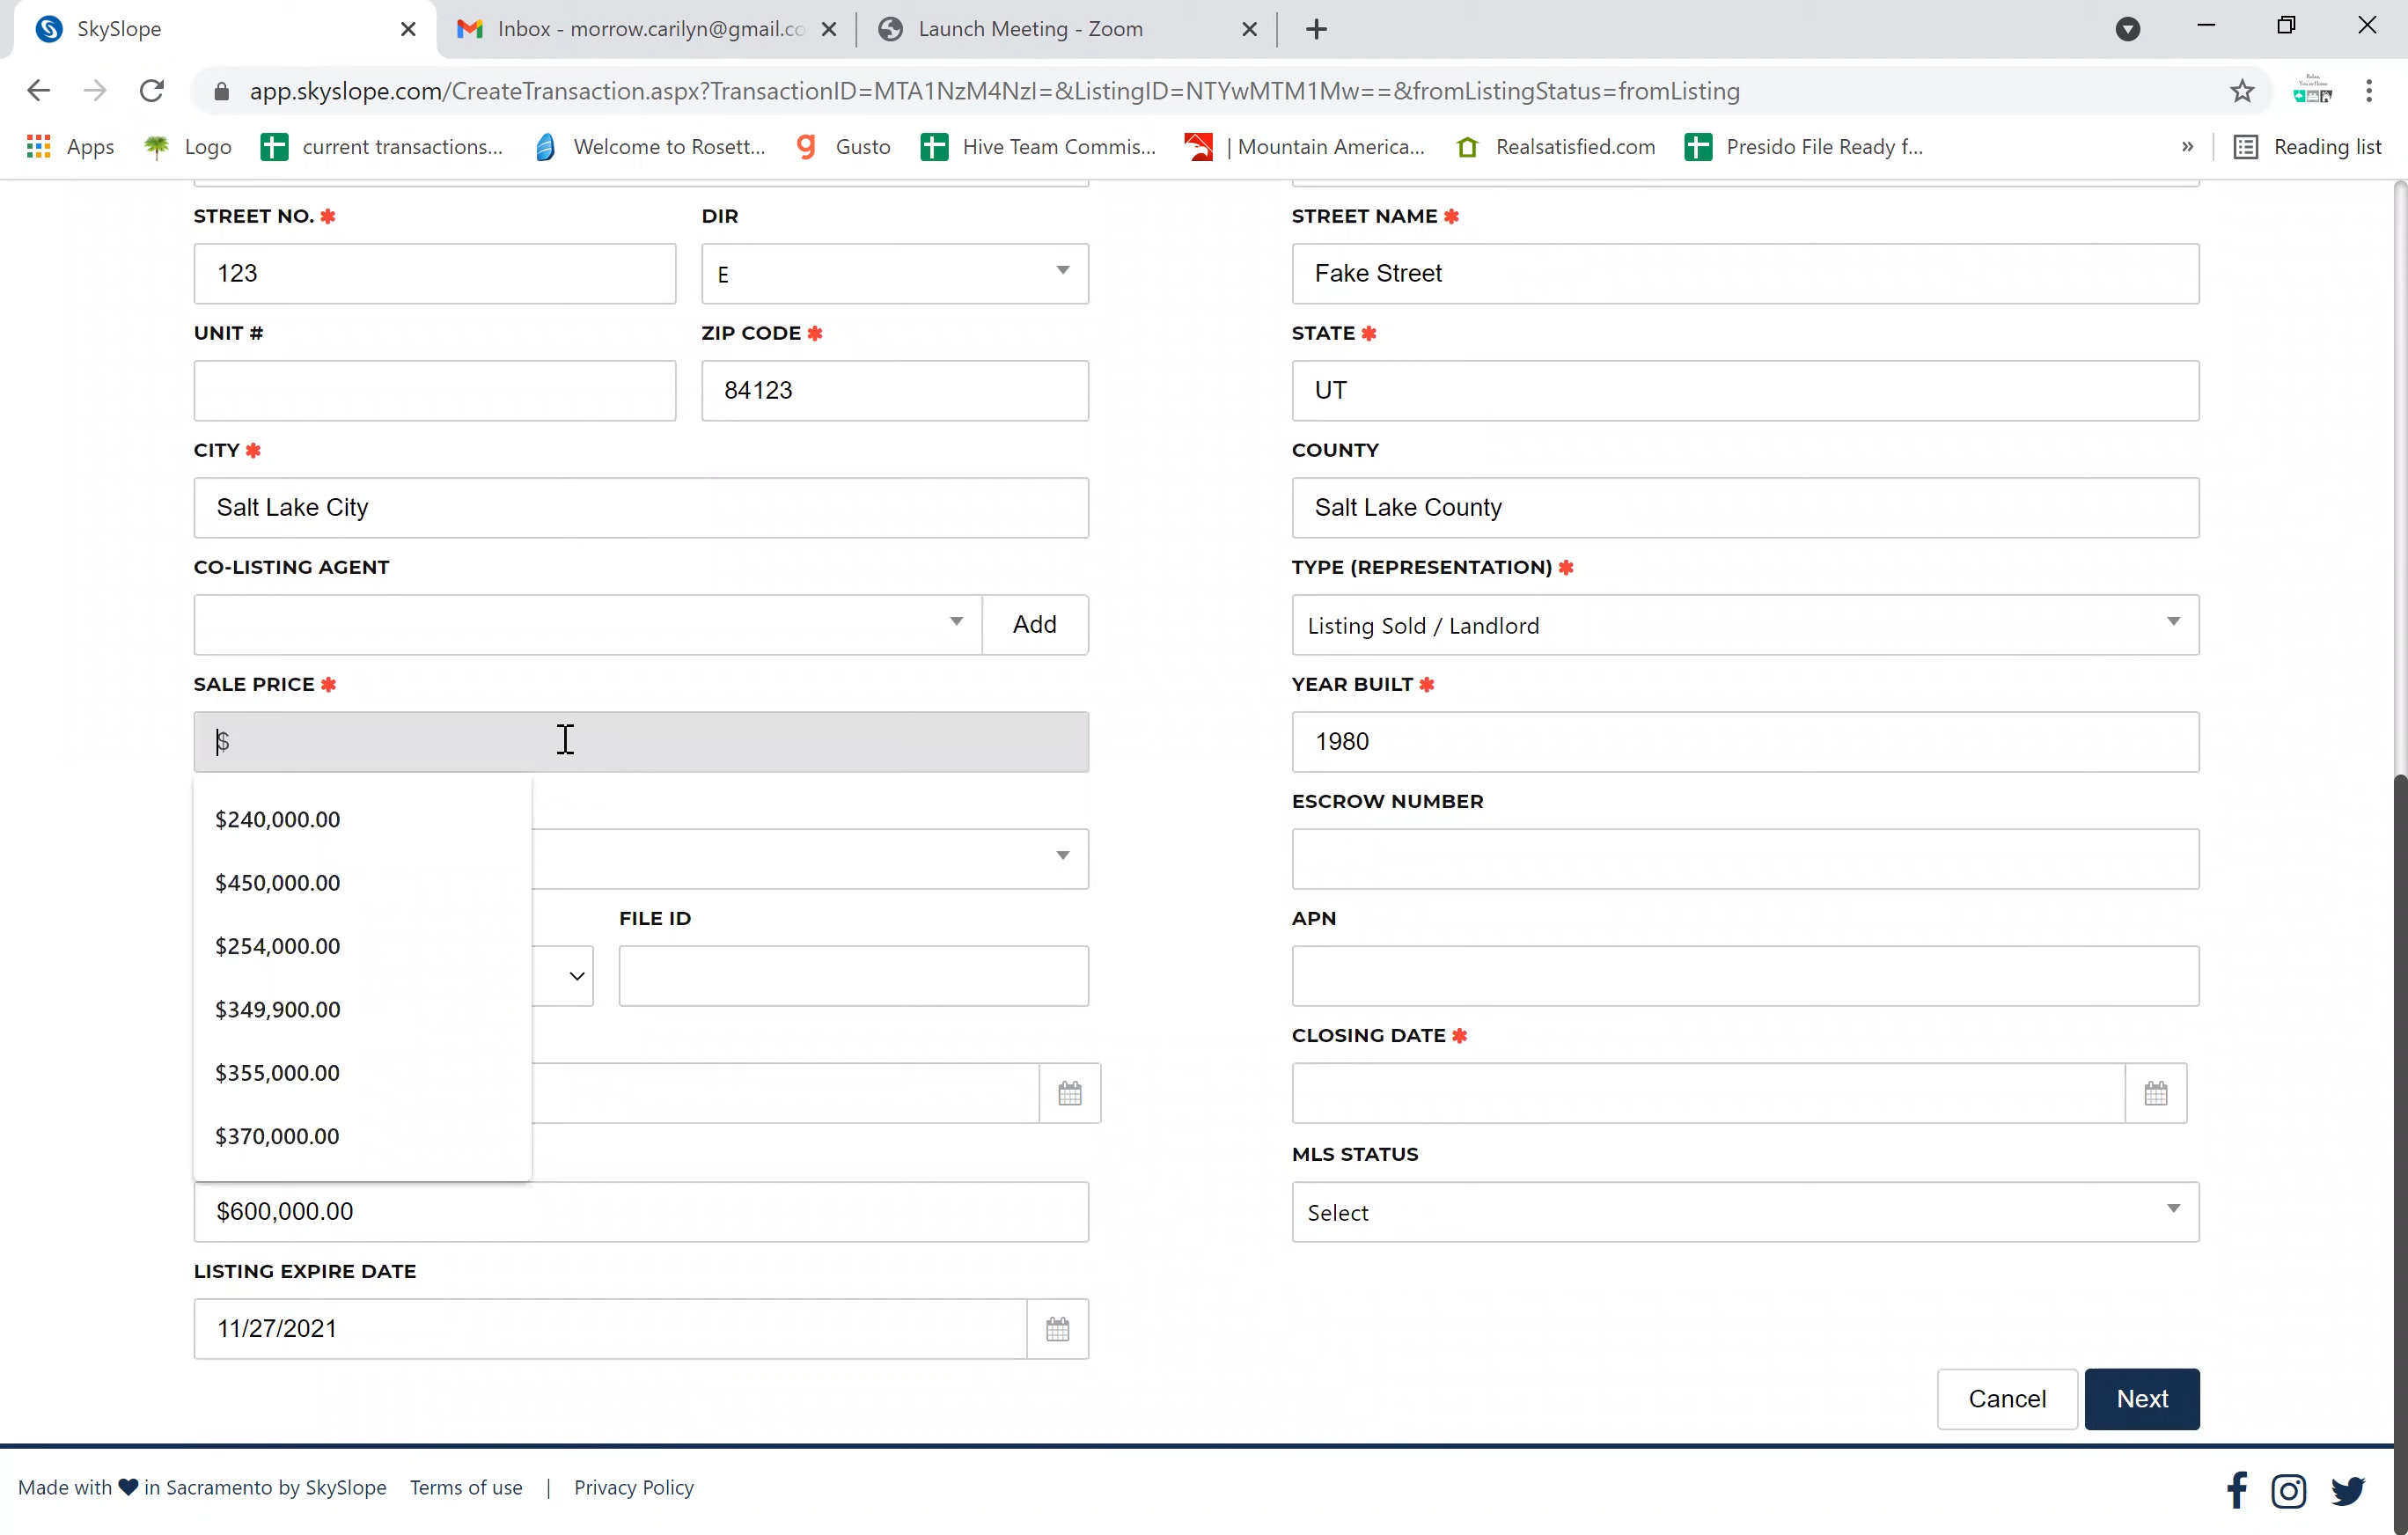 SkySlope
Inbox - morrow.carilyn@gmail.co
Launch Meeting - Zoom
app.skyslope.com/CreateTransaction.aspx?TransactionID=MTA1NzM4NzI=&ListingID=NTYwMTM1Mw==&fromListingStatus=fromListing
Apps Logo current transactions... Welcome to Rosett... Gusto Hive Team Commis... | Mountain America... Realsatisfied.com Presido File Ready f... » Reading list
STREET NO. * DIR STREET NAME *
123 E Fake Street
UNIT # ZIP CODE * STATE *
84123 UT
CITY * COUNTY
Salt Lake City Salt Lake County
CO-LISTING AGENT TYPE (REPRESENTATION) *
Add Listing Sold / Landlord
SALE PRICE * YEAR BUILT *
$ 1980
$240,000.00 ESCROW NUMBER
$450,000.00
$254,000.00 FILE ID APN
$349,900.00 CLOSING DATE *
$355,000.00
$370,000.00 MLS STATUS
$600,000.00 Select
LISTING EXPIRE DATE
11/27/2021
Cancel Next
Made with ♥ in Sacramento by SkySlope Terms of use | Privacy Policy